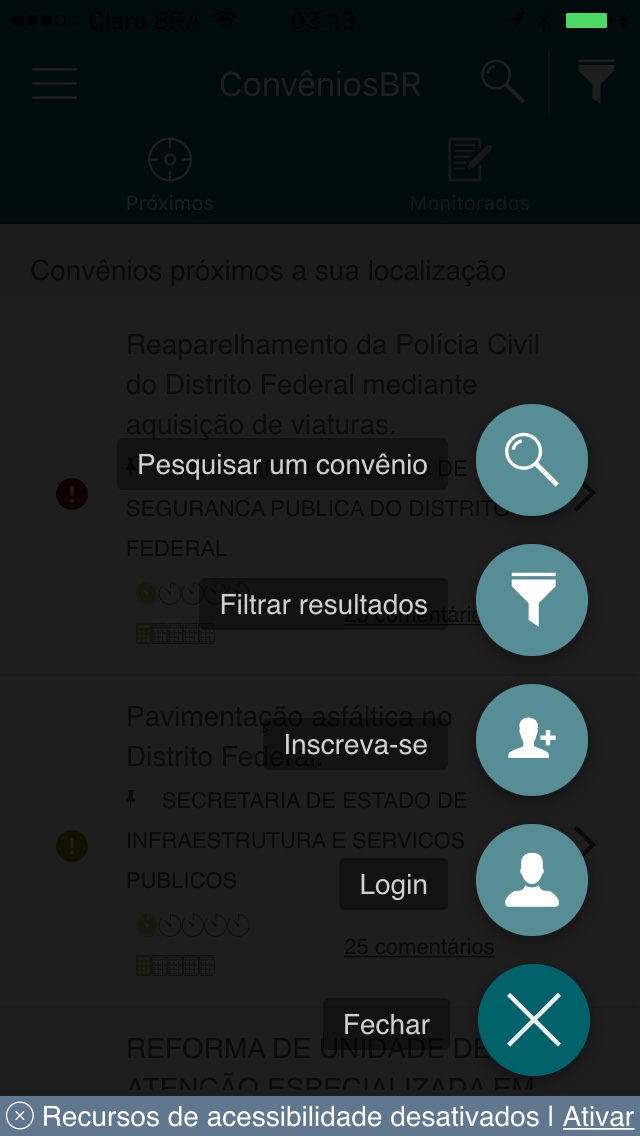 Claro BRA 03:13
ConvêniosBR
Próximos Monitorados
Convênios próximos a sua localização
Reaparelhamento da Polícia Civil
do Distrito Federal mediante
aquisição de viaturas.
Pesquisar um convênio
DE
SEGURANCA PUBLICA DO DISTRITO
FEDERAL
Filtrar resultados
25 comentários
Pavimentação asfáltica no
Inscreva-se
Distrito Federal.
SECRETARIA DE ESTADO DE
INFRAESTRUTURA E SERVICOS
PUBLICOS
Login
25 comentários
Fechar
REFORMA DE UNIDADE DE
ATENÇÃO ESPECIALIZADA EM
Recursos de acessibilidade desativados | Ativar